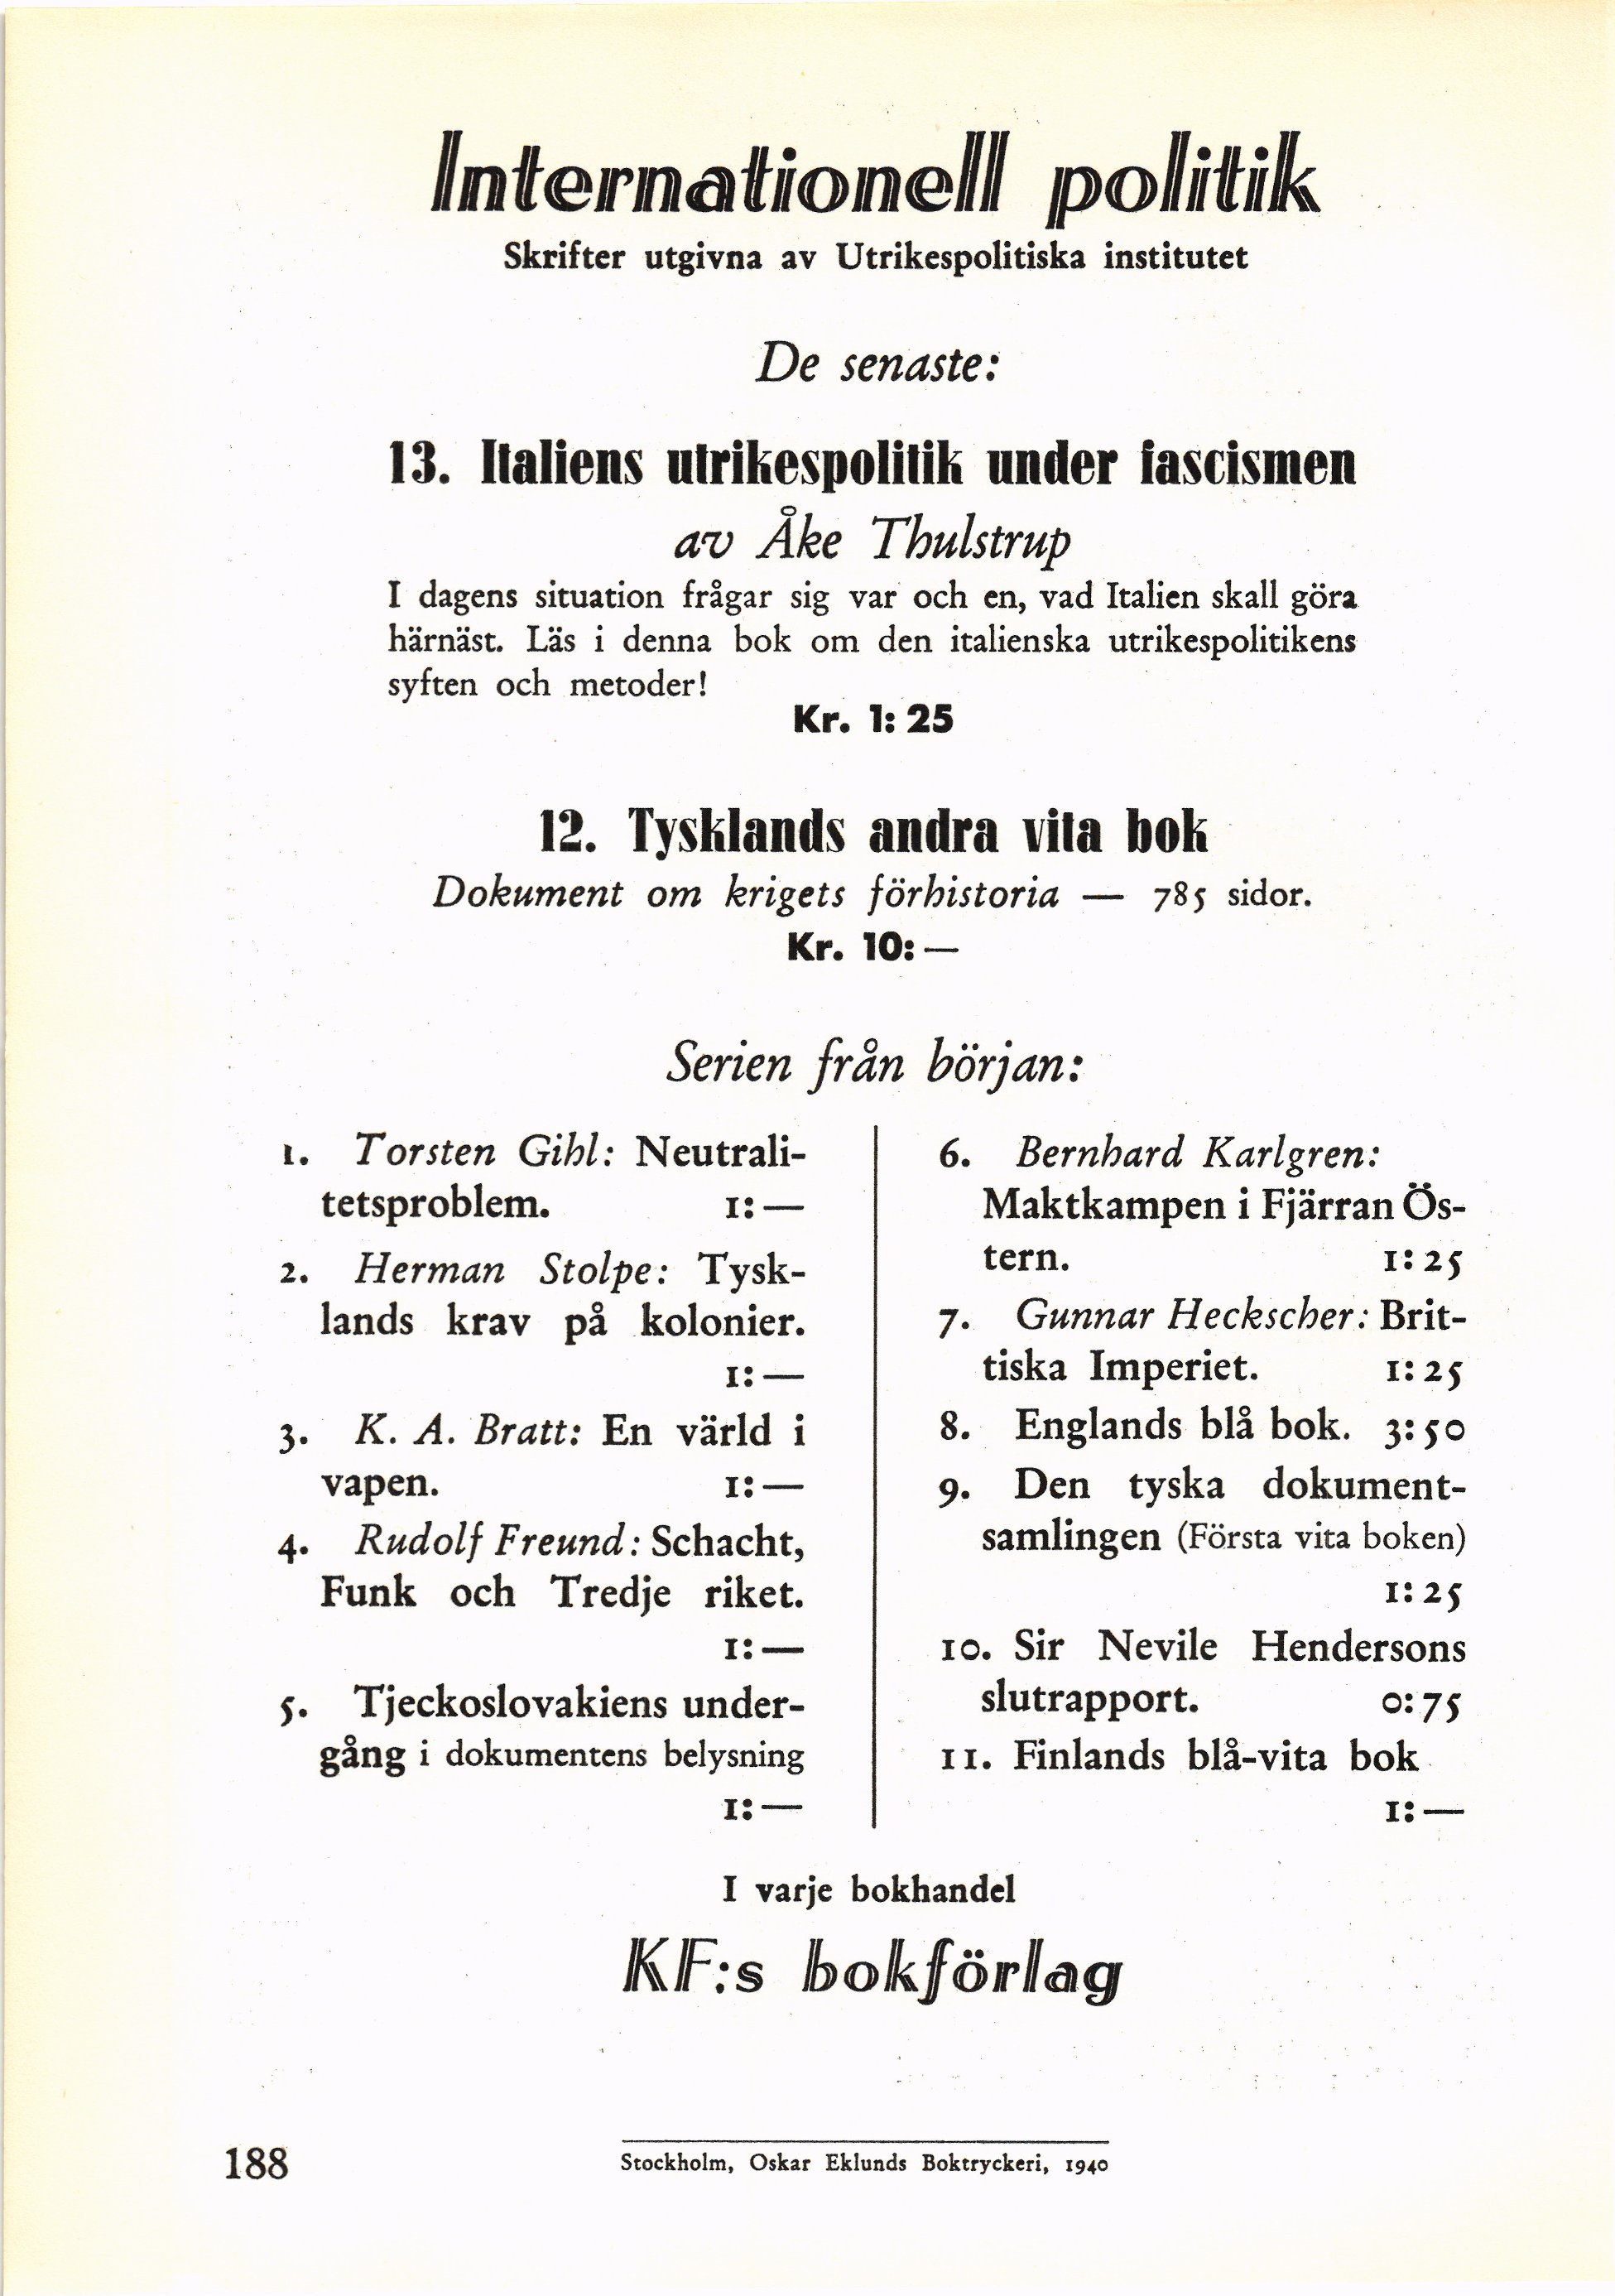 Internationell politik
Skrifter utgivna av Utrikespolitiska institutet
De senaste:
13. Italiens utrikespolitik under fascismen
av Åke Thulstrup
I dagens situation frågar sig var och en, vad Italien skall göra
härnäst. Läs i denna bok om den italienska utrikespolitikens
syften och metoder!
Kr. 1: 25
12. Tysklands andra vita bok
Dokument om krigets förhistoria — 785 sidor.
Kr. 10: —
Serien från början:
1. Torsten Gihl: Neutrali-
tetsproblem. 1: —
2. Herman Stolpe: Tysk-
lands krav på kolonier.
1: —
3. K. A. Bratt: En värld i
vapen. 1: —
4. Rudolf Freund: Schacht,
Funk och Tredje riket.
1: —
5. Tjeckoslovakiens under-
gång i dokumentens belysning
1: —
6. Bernhard Karlgren:
Maktkampen i Fjärran Ös-
tern. 1: 25
7. Gunnar Heckscher: Brit-
tiska Imperiet. 1: 25
8. Englands blå bok. 3: 50
9. Den tyska dokument-
samlingen (Första vita boken)
1: 25
10. Sir Nevile Hendersons
slutrapport. 0: 75
11. Finlands blå-vita bok
1: —
I varje bokhandel
KF:s bokförlag
188
Stockholm, Oskar Eklunds Boktryckeri, 1940